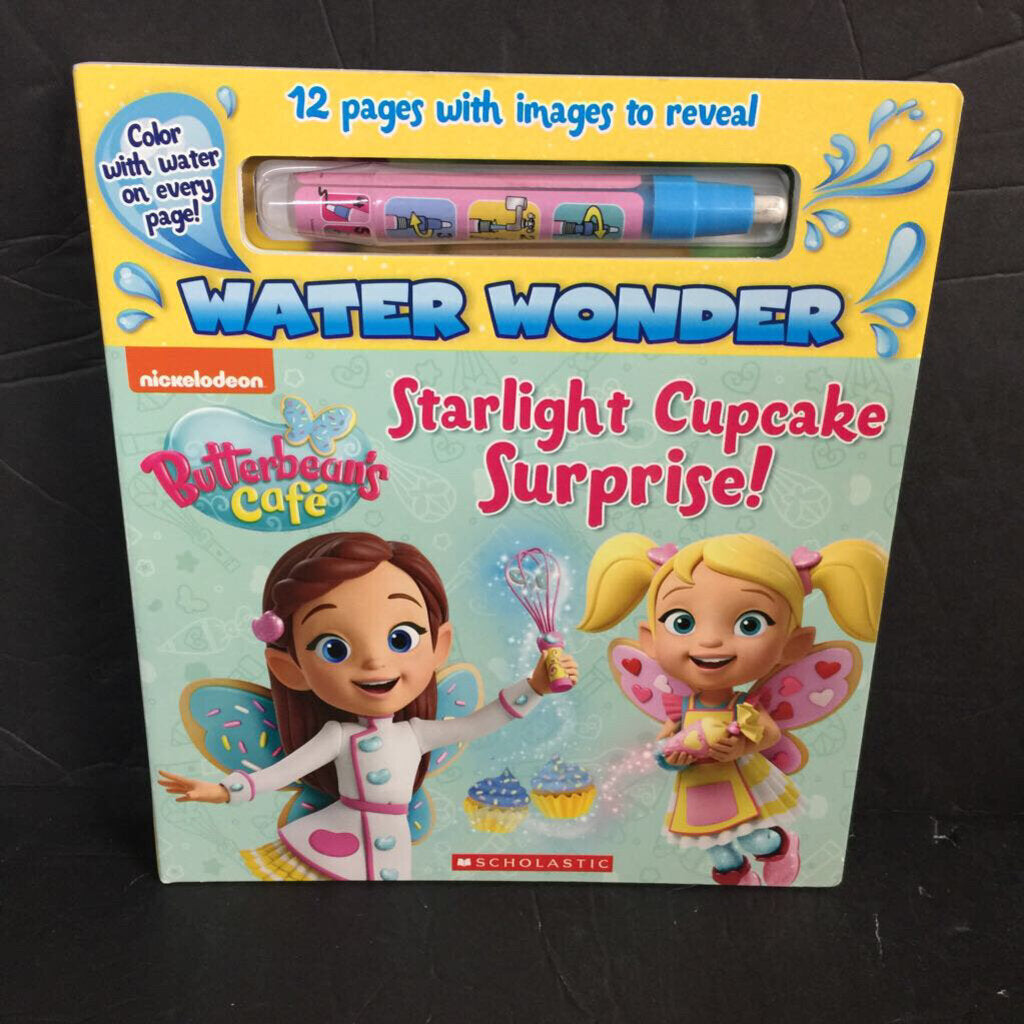 12 pages with images to reveal
Color
with water
on every
page!
WATER WONDER
nickelodeon
Butterbean's
Café
Starlight Cupcake
Surprise!
SCHOLASTIC